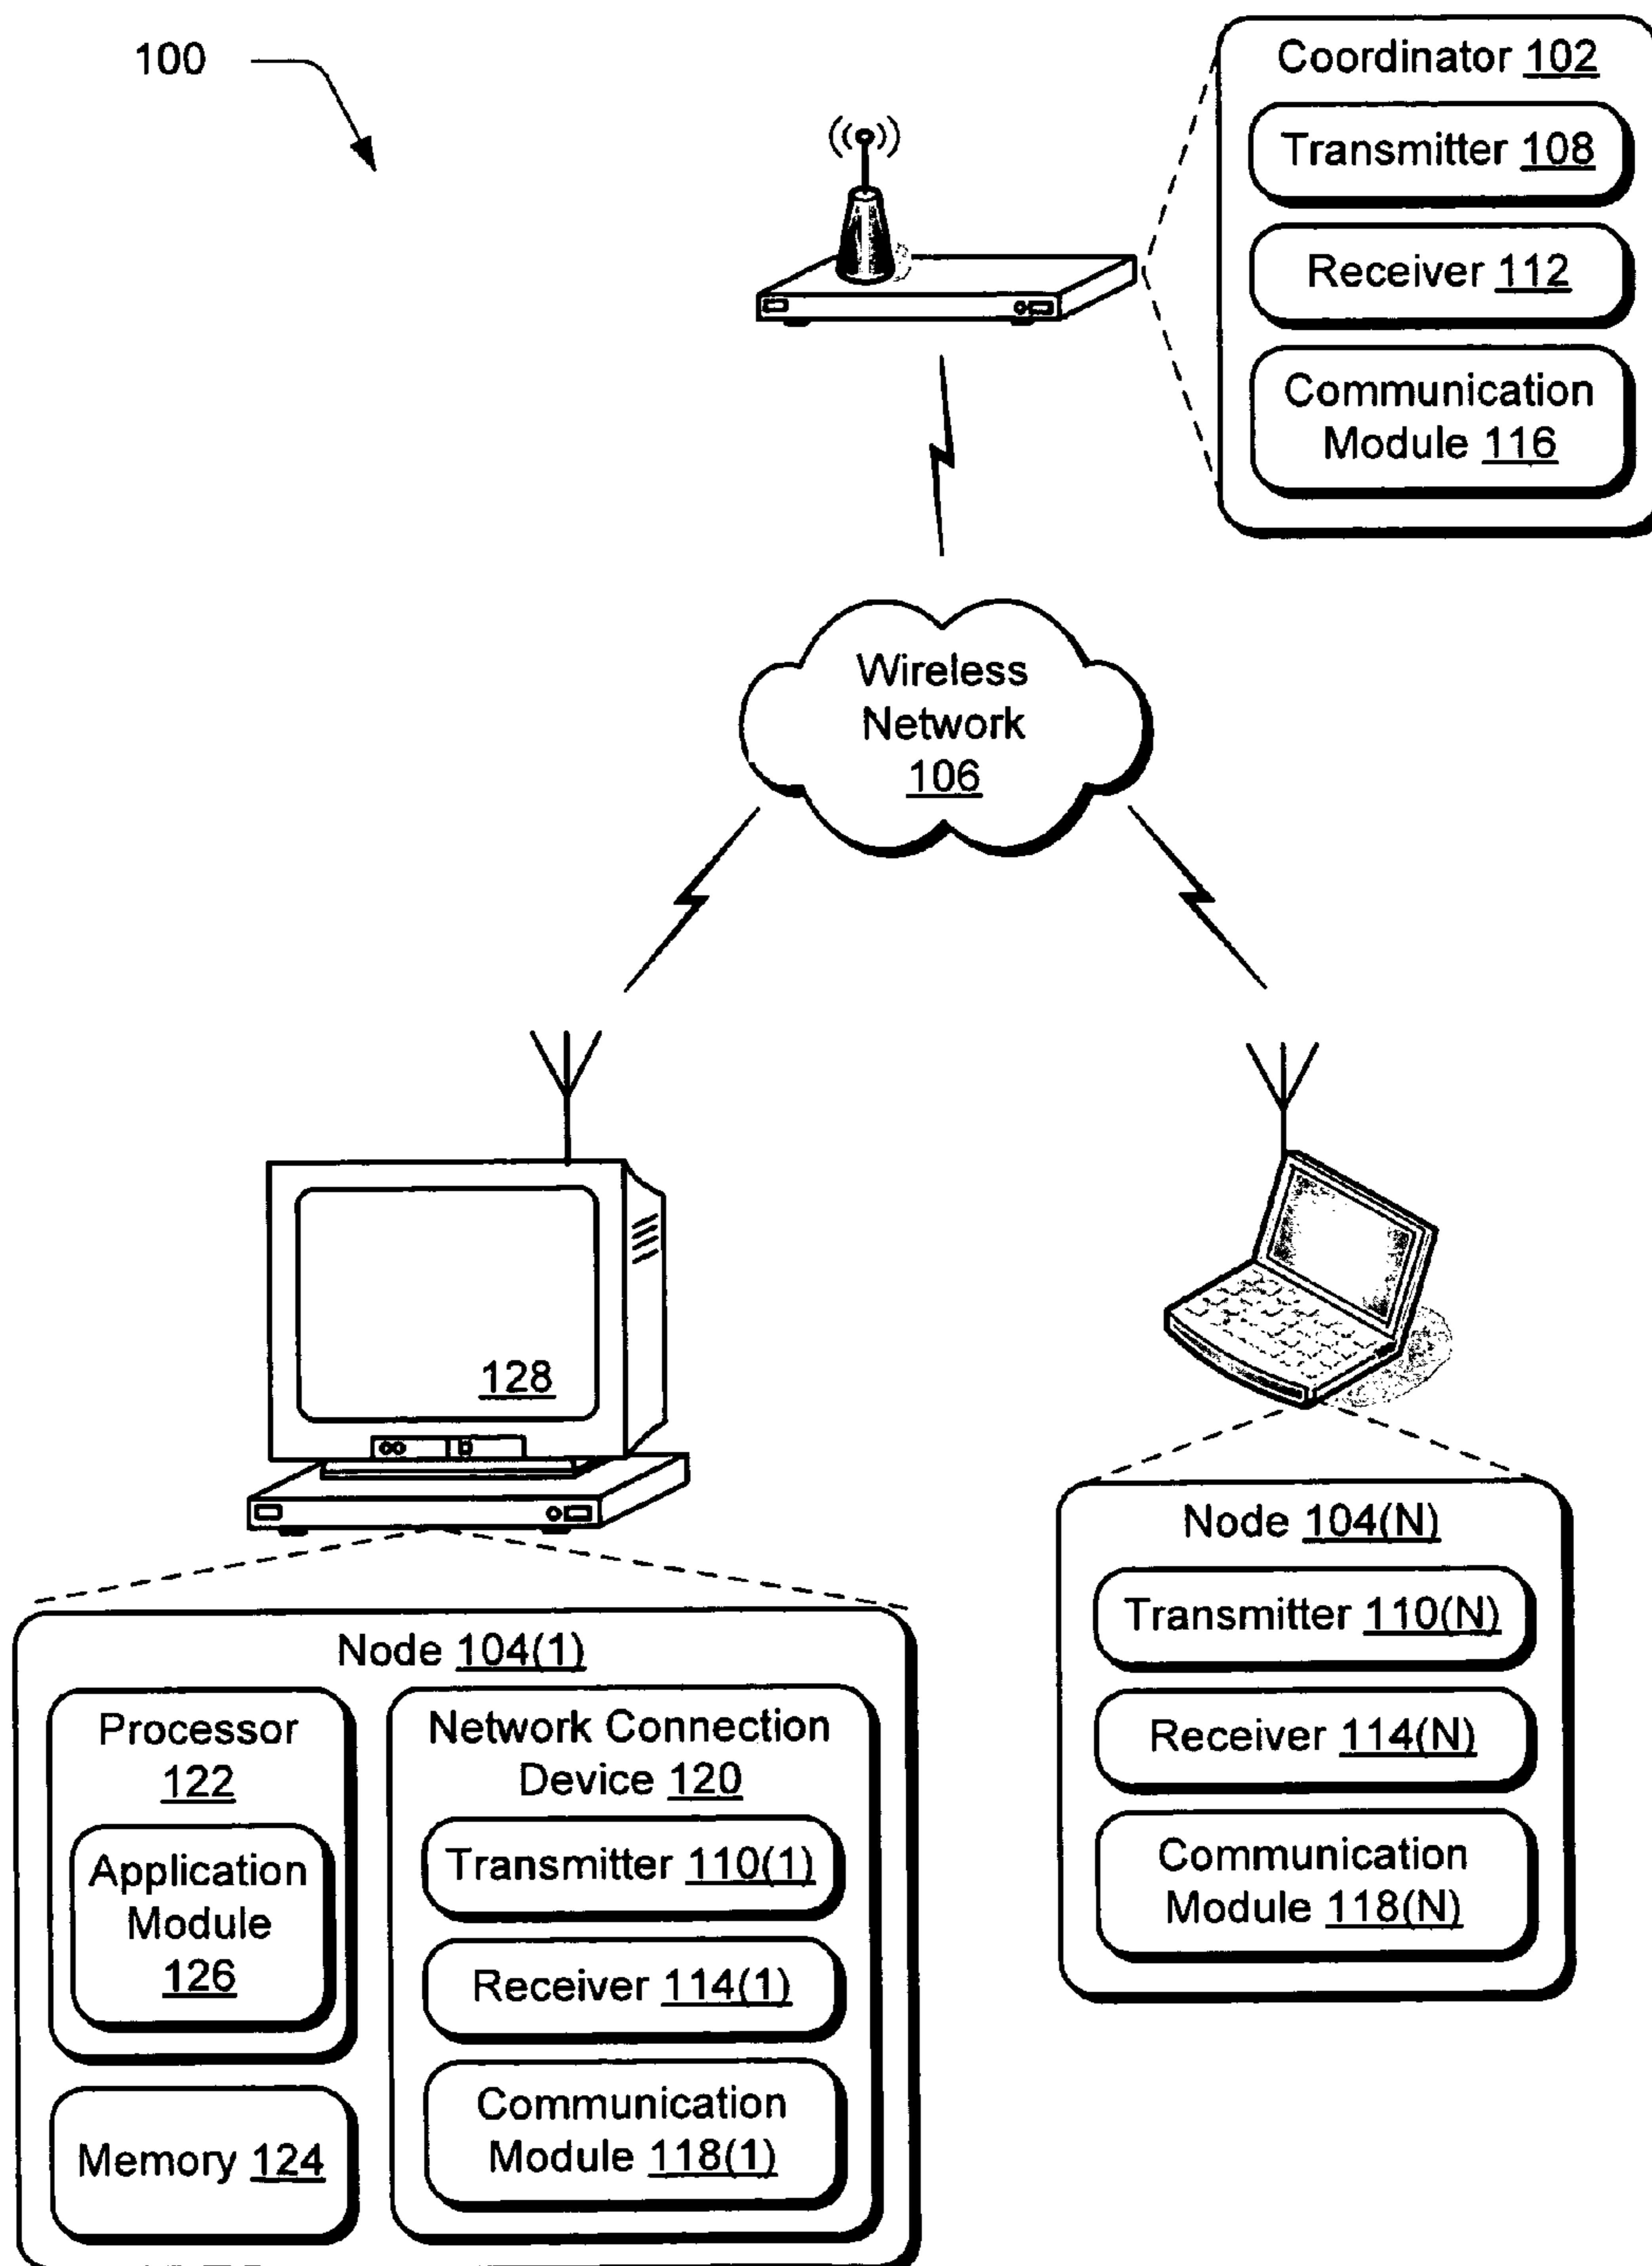 100
Coordinator 102
Transmitter 108
Receiver 112
Communication
Module 116
Wireless
Network
106
128
Node 104(N)
Transmitter 110(N)
Receiver 114(N)
Communication
Module 118(N)
Node 104(1)
Processor
122
Application
Module
126
Memory 124
Network Connection
Device 120
Transmitter 110(1)
Receiver 114(1)
Communication
Module 118(1)